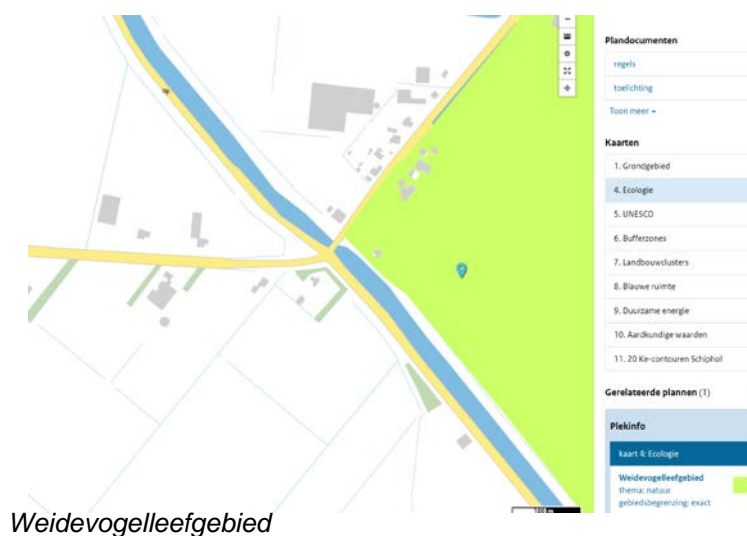 Plandocumenten
regels
toelichting
Toon meer
Kaarten
1. Grondgebied
4. Ecologie
5. UNESCO
6. Bufferzones
7. Landbouwclusters
8. Blauwe ruimte
9. Duurzame energie
10. Aardkundige waarden
11. 20 Ke-contouren Schiphol
Gerelateerde plannen (1)
Plekinfo
kaart 4: Ecologie
Weidevogelleefgebied
thema: natuur
gebiedsbegrenzing: exact
Weidevogelleefgebied